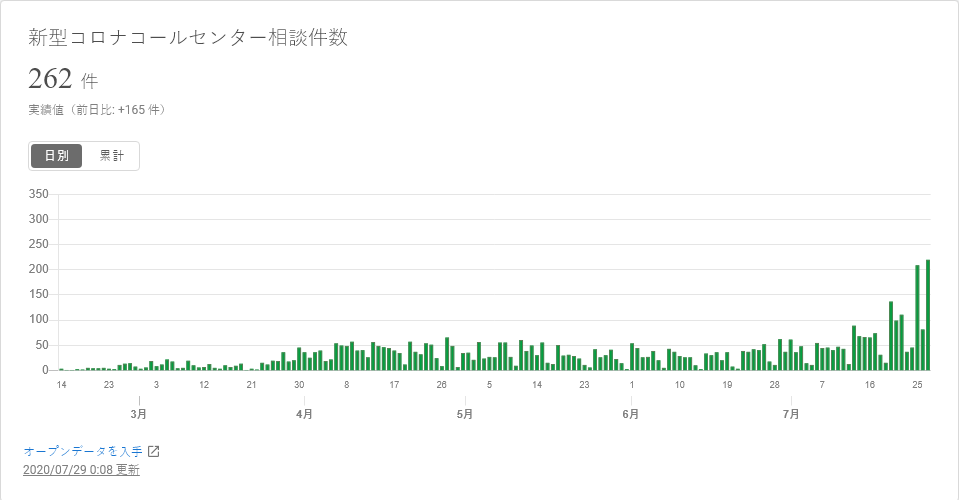 新型コロナコールセンター相談件数
262 件
実績値（前日比: +165 件）
日別 累計
350
300
250
200
150
100
50
0
14 23 3 12 21 30 8 17 26 5 14 23 1 10 19 28 7 16 25
3月 4月 5月 6月 7月
オープンデータを入手
2020/07/29 0:08 更新